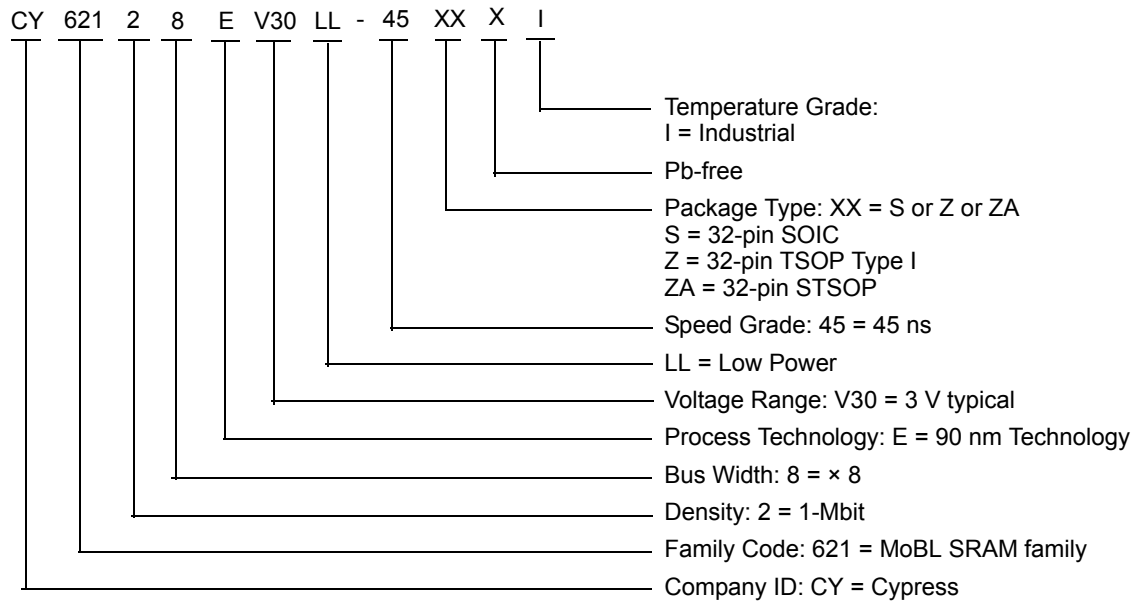 CY 621 2 8 E V30 LL - 45 XX X I
Temperature Grade:
I = Industrial
Pb-free
Package Type: XX = S or Z or ZA
S = 32-pin SOIC
Z = 32-pin TSOP Type I
ZA = 32-pin STSOP
Speed Grade: 45 = 45 ns
LL = Low Power
Voltage Range: V30 = 3 V typical
Process Technology: E = 90 nm Technology
Bus Width: 8 = × 8
Density: 2 = 1-Mbit
Family Code: 621 = MoBL SRAM family
Company ID: CY = Cypress